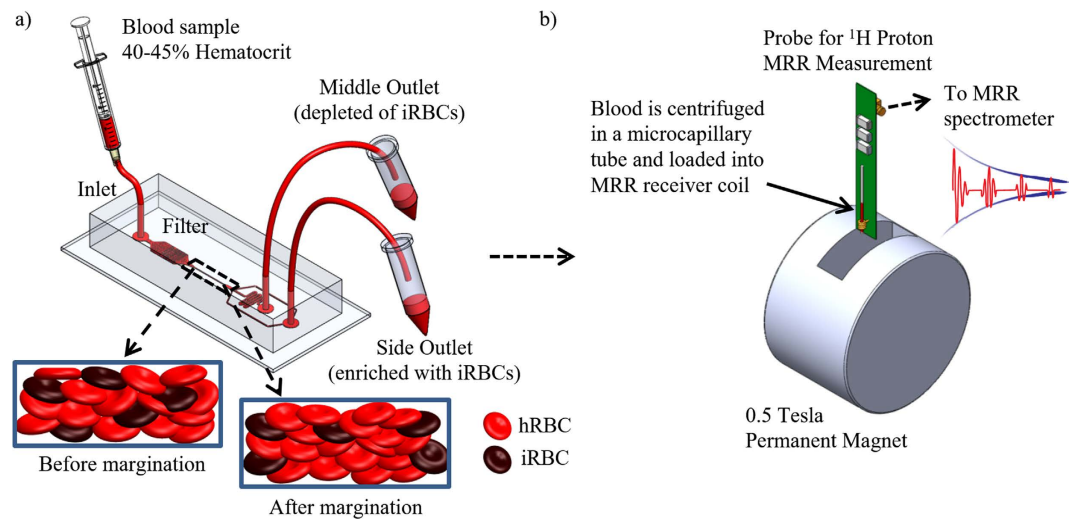 a)
Blood sample
40-45% Hematocrit
Middle Outlet
(depleted of iRBCs)
Inlet
Filter
Side Outlet
(enriched with iRBCs)
hRBC
iRBC
Before margination
After margination
b)
Probe for ¹H Proton
MRR Measurement
Blood is centrifuged
in a microcapillary
tube and loaded into
MRR receiver coil
To MRR
spectrometer
0.5 Tesla
Permanent Magnet